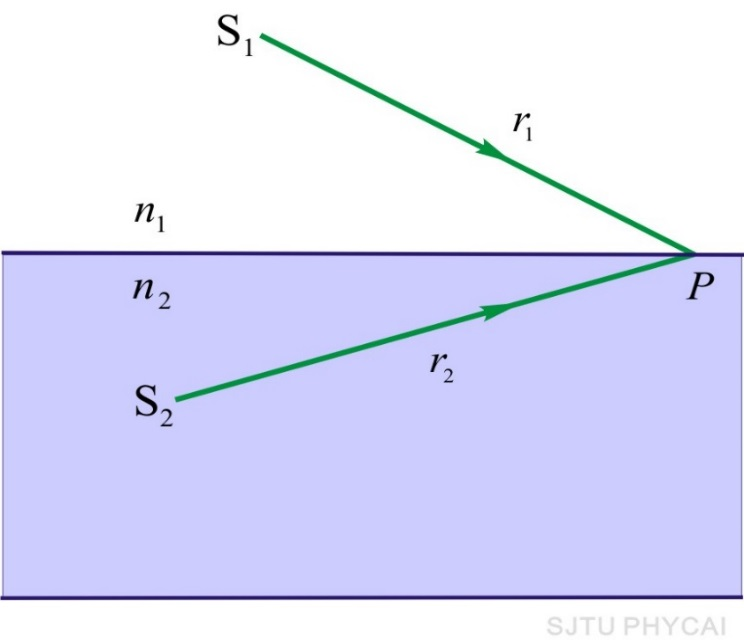 S₁
r₁
n₁
n₂
P
r₂
S₂
SJTU PHYCAI